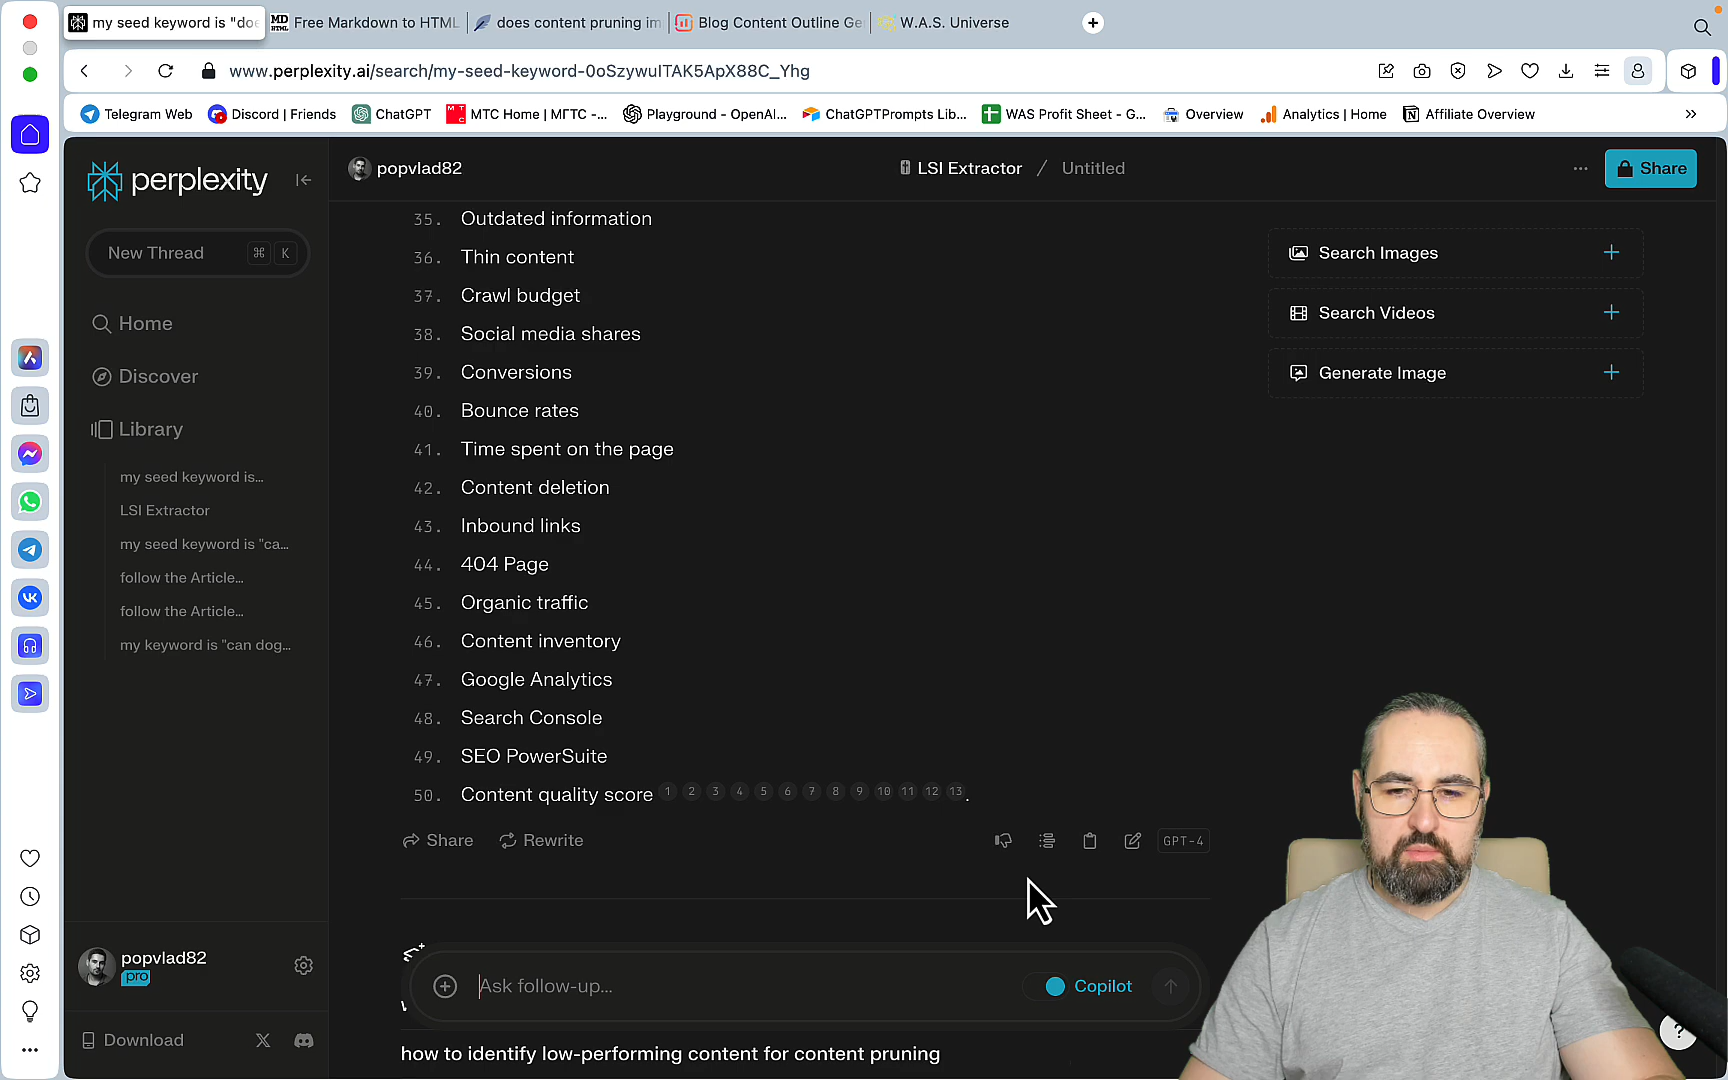 my seed keyword is "doe
Free Markdown to HTML
does content pruning im
Blog Content Outline Ge
W.A.S. Universe
www.perplexity.ai/search/my-seed-keyword-0oSzywuITAK5ApX88C_Yhg
Telegram Web
Discord | Friends
ChatGPT
МТС Home | МГТС -...
Playground - OpenAI...
ChatGPTPrompts Lib...
WAS Profit Sheet - G...
Overview
Analytics | Home
Affiliate Overview
perplexity
popvlad82
LSI Extractor / Untitled
Share
New Thread ⌘ K
Home
Discover
Library
my seed keyword is...
LSI Extractor
my seed keyword is "ca...
follow the Article...
follow the Article...
my keyword is "can dog...
popvlad82
pro
Download
35. Outdated information
36. Thin content
37. Crawl budget
38. Social media shares
39. Conversions
40. Bounce rates
41. Time spent on the page
42. Content deletion
43. Inbound links
44. 404 Page
45. Organic traffic
46. Content inventory
47. Google Analytics
48. Search Console
49. SEO PowerSuite
50. Content quality score 1 2 3 4 5 6 7 8 9 10 11 12 13.
Share
Rewrite
GPT-4
Ask follow-up...
Copilot
how to identify low-performing content for content pruning
Search Images
Search Videos
Generate Image
?